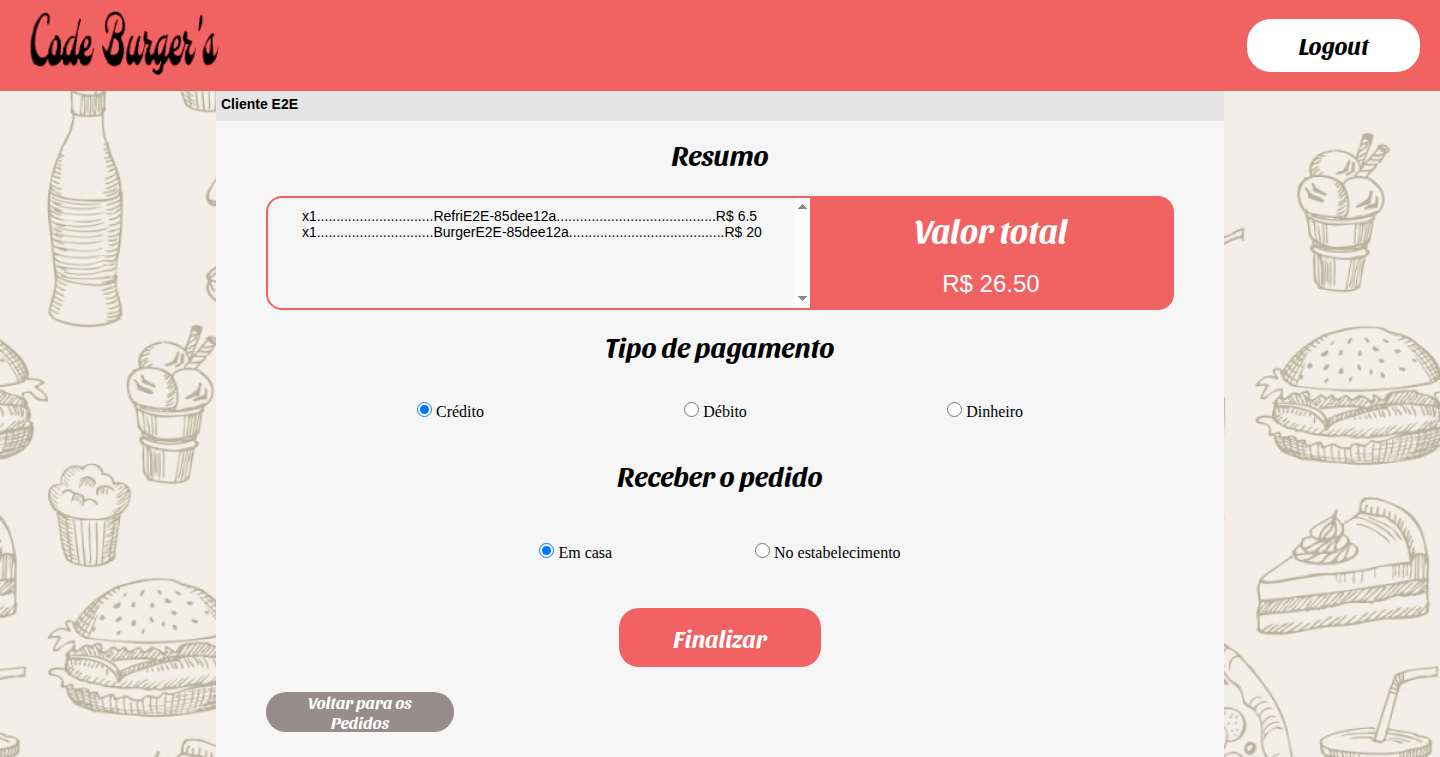 Code Burger's
Logout
Cliente E2E
Resumo
x1..............................RefriE2E-85dee12a.........................................R$ 6.5
x1..............................BurgerE2E-85dee12a........................................R$ 20
Valor total
R$ 26.50
Tipo de pagamento
Crédito
Débito
Dinheiro
Receber o pedido
Em casa
No estabelecimento
Finalizar
Voltar para os
Pedidos